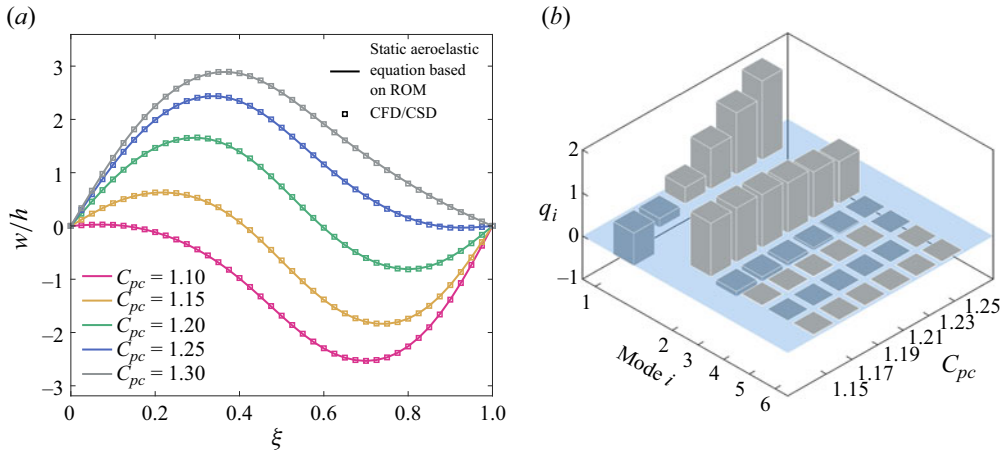 (a)
(b)
Static aeroelastic
equation based
on ROM
CFD/CSD
3
2
1
0
−1
−2
−3
w/h
C_pc = 1.10
C_pc = 1.15
C_pc = 1.20
C_pc = 1.25
C_pc = 1.30
0
0.2
0.4
0.6
0.8
1.0
ξ
2
1
0
−1
q_i
1
2
3
4
5
6
Mode i
1.15
1.17
1.19
1.21
1.23
1.25
C_pc